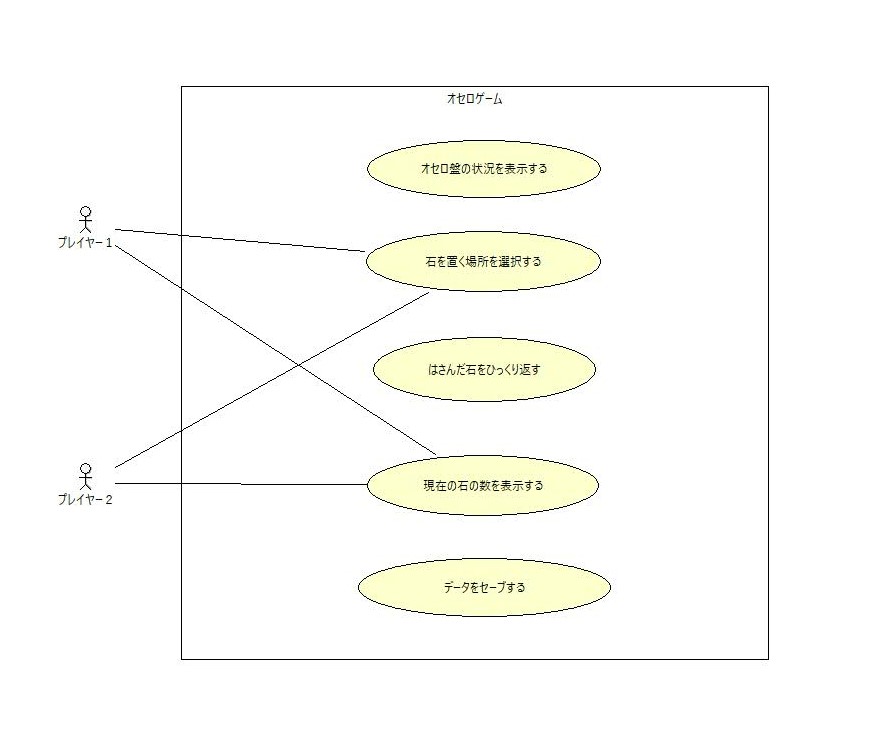 オセロゲーム
オセロ盤の状況を表示する
プレイヤー１
石を置く場所を選択する
はさんだ石をひっくり返す
現在の石の数を表示する
プレイヤー２
データをセーブする